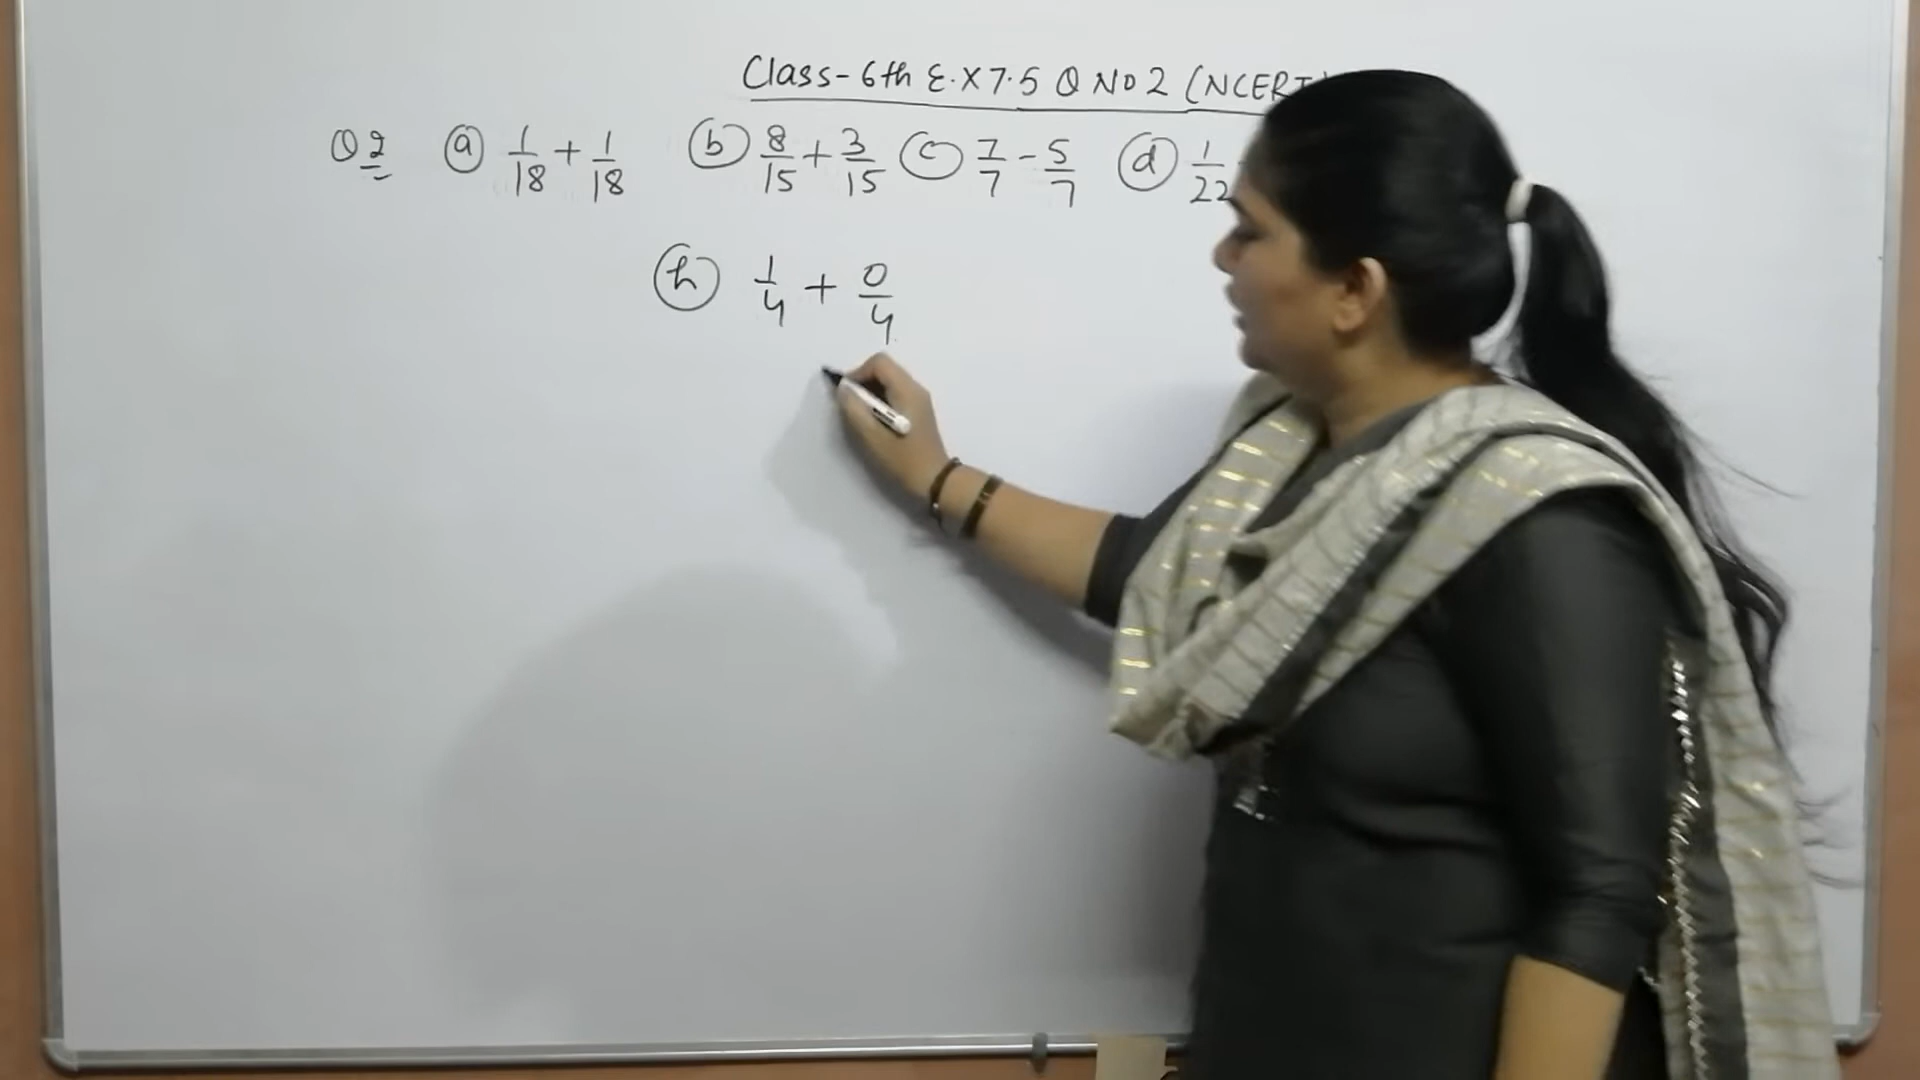 Class-6th E.X 7.5 Q NO 2 (NCERT
Q2 (a) 1/18 + 1/18 (b) 8/15 + 3/15 (c) 7/7 - 5/7 (d) 1/22
(h) 1/4 + 0/4